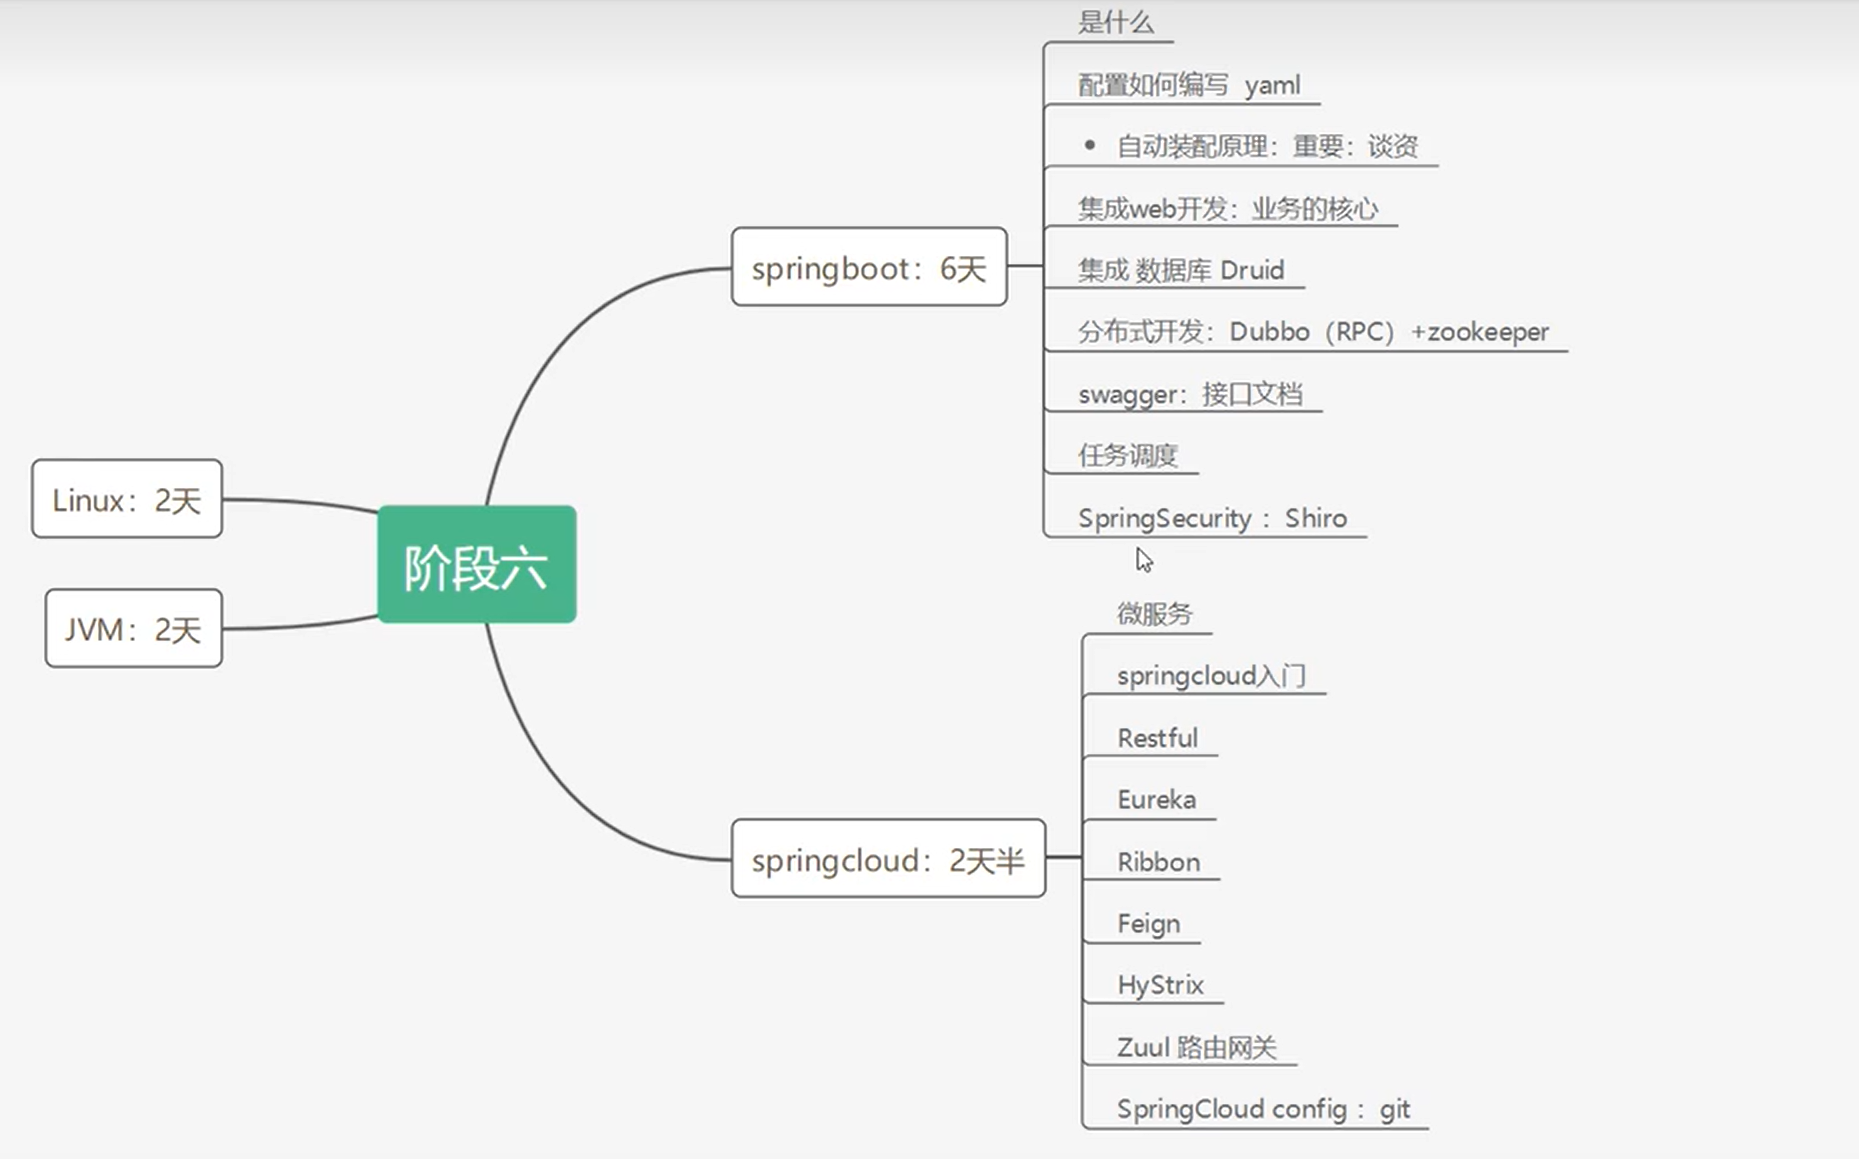 是什么
配置如何编写 yaml
• 自动装配原理：重要：谈资
集成web开发：业务的核心
springboot：6天
集成 数据库 Druid
分布式开发：Dubbo（RPC）+zookeeper
swagger：接口文档
任务调度
SpringSecurity ：Shiro
Linux：2天
阶段六
JVM：2天
微服务
springcloud入门
Restful
Eureka
springcloud：2天半
Ribbon
Feign
HyStrix
Zuul 路由网关
SpringCloud config ：git